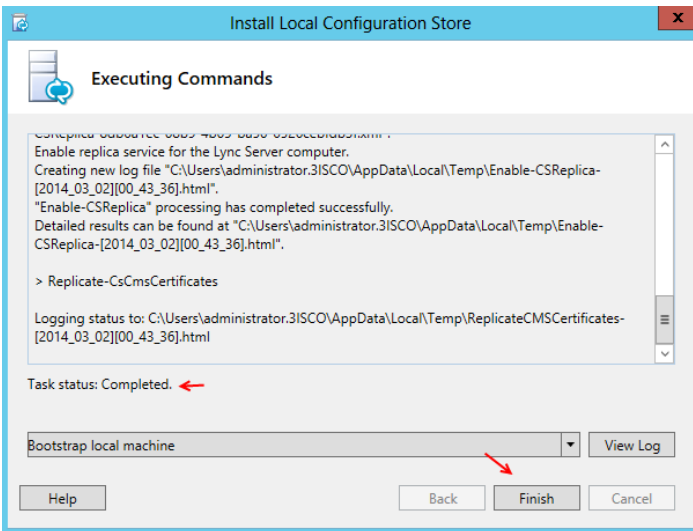 Install Local Configuration Store
x
Executing Commands
Enable replica service for the Lync Server computer.
Creating new log file "C:\Users\administrator.3ISCO\AppData\Local\Temp\Enable-CSReplica-
[2014_03_02][00_43_36].html".
"Enable-CSReplica" processing has completed successfully.
Detailed results can be found at "C:\Users\administrator.3ISCO\AppData\Local\Temp\Enable-
CSReplica-[2014_03_02][00_43_36].html".
> Replicate-CsCmsCertificates
Logging status to: C:\Users\administrator.3ISCO\AppData\Local\Temp\ReplicateCMSCertificates-
[2014_03_02][00_43_36].html
Task status: Completed.
Bootstrap local machine
View Log
Help
Back
Finish
Cancel